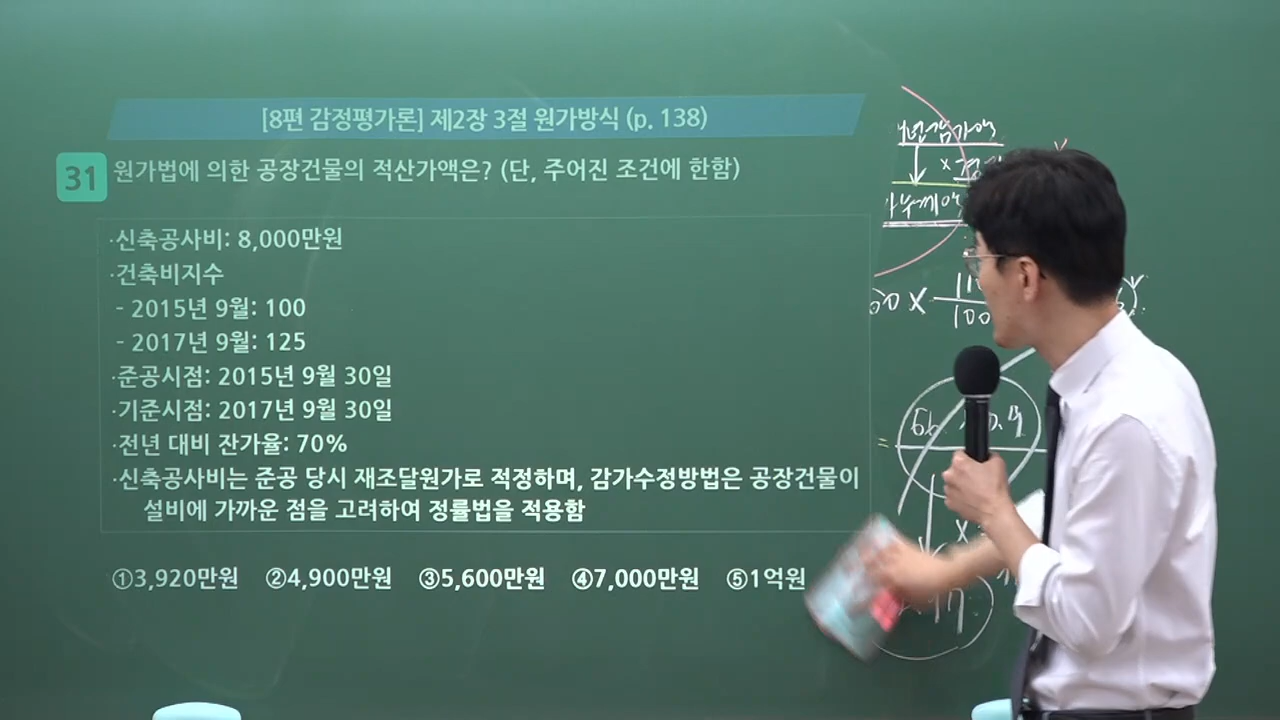 [8편 감정평가론] 제2장 3절 원가방식 (p. 138)
31 원가법에 의한 공장건물의 적산가액은? (단, 주어진 조건에 한함)
·신축공사비: 8,000만원
·건축비지수
- 2015년 9월: 100
- 2017년 9월: 125
·준공시점: 2015년 9월 30일
·기준시점: 2017년 9월 30일
·전년 대비 잔가율: 70%
·신축공사비는 준공 당시 재조달원가로 적정하며, 감가수정방법은 공장건물이
설비에 가까운 점을 고려하여 정률법을 적용함
①3,920만원 ②4,900만원 ③5,600만원 ④7,000만원 ⑤1억원
×
100
=
×